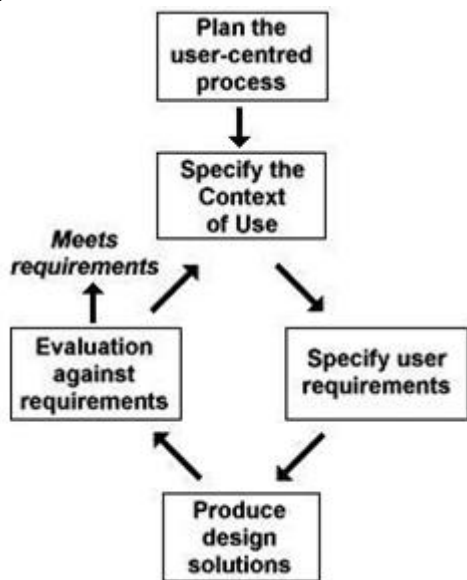 Plan the
user-centred
process
Specify the
Context
of Use
Meets
requirements
Evaluation
against
requirements
Specify user
requirements
Produce
design
solutions